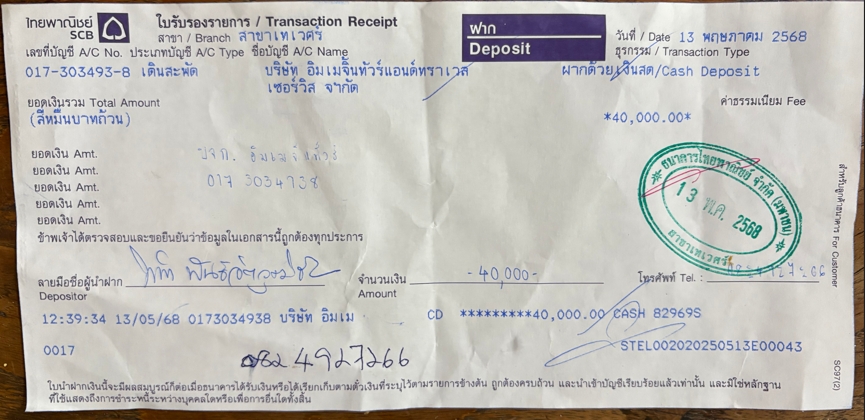 ไทยพาณิชย์
SCB
ใบรับรองรายการ / Transaction Receipt
สาขา / Branch สาขาเทเวศร์
ฝาก
Deposit
วันที่ / Date 13 พฤษภาคม 2568
ธุรกรรม / Transaction Type
เลขที่บัญชี A/C No. ประเภทบัญชี A/C Type ชื่อบัญชี A/C Name
017-303493-8 เดินสะพัด บริษัท อิมเมจิ้นทัวร์แอนด์ทราเวล ฝากด้วยเงินสด/Cash Deposit
เซอร์วิส จำกัด
ยอดเงินรวม Total Amount ค่าธรรมเนียม Fee
(สี่หมื่นบาทถ้วน) *40,000.00*
ยอดเงิน Amt.
ยอดเงิน Amt. 017 3034938
ยอดเงิน Amt.
ยอดเงิน Amt.
ยอดเงิน Amt.
ธนาคารไทยพาณิชย์ จำกัด (มหาชน)
13 พ.ค. 2568
สาขาเทเวศร์
สำหรับลูกค้าธนาคาร For Customer
ข้าพเจ้าได้ตรวจสอบและขอยืนยันว่าข้อมูลในเอกสารนี้ถูกต้องทุกประการ
ลายมือชื่อผู้นำฝาก จำนวนเงิน -40,000- โทรศัพท์ Tel. :
Depositor Amount
12:39:34 13/05/68 0173034938 บริษัท อิมเม CD *********40,000.00 CASH 82969S
0017 082 4927266 STEL002020250513E00043
SC97(2)
ใบนำฝากเงินนี้จะมีผลสมบูรณ์ก็ต่อเมื่อธนาคารได้รับเงินหรือได้เรียกเก็บตามตั๋วเงินที่ระบุไว้ตามรายการข้างต้น ถูกต้องครบถ้วน และนำเข้าบัญชีเรียบร้อยแล้วเท่านั้น และมิใช่หลักฐาน
ที่ใช้แสดงถึงการชำระหนี้ระหว่างบุคคลใดหรือเพื่อการอื่นใดทั้งสิ้น